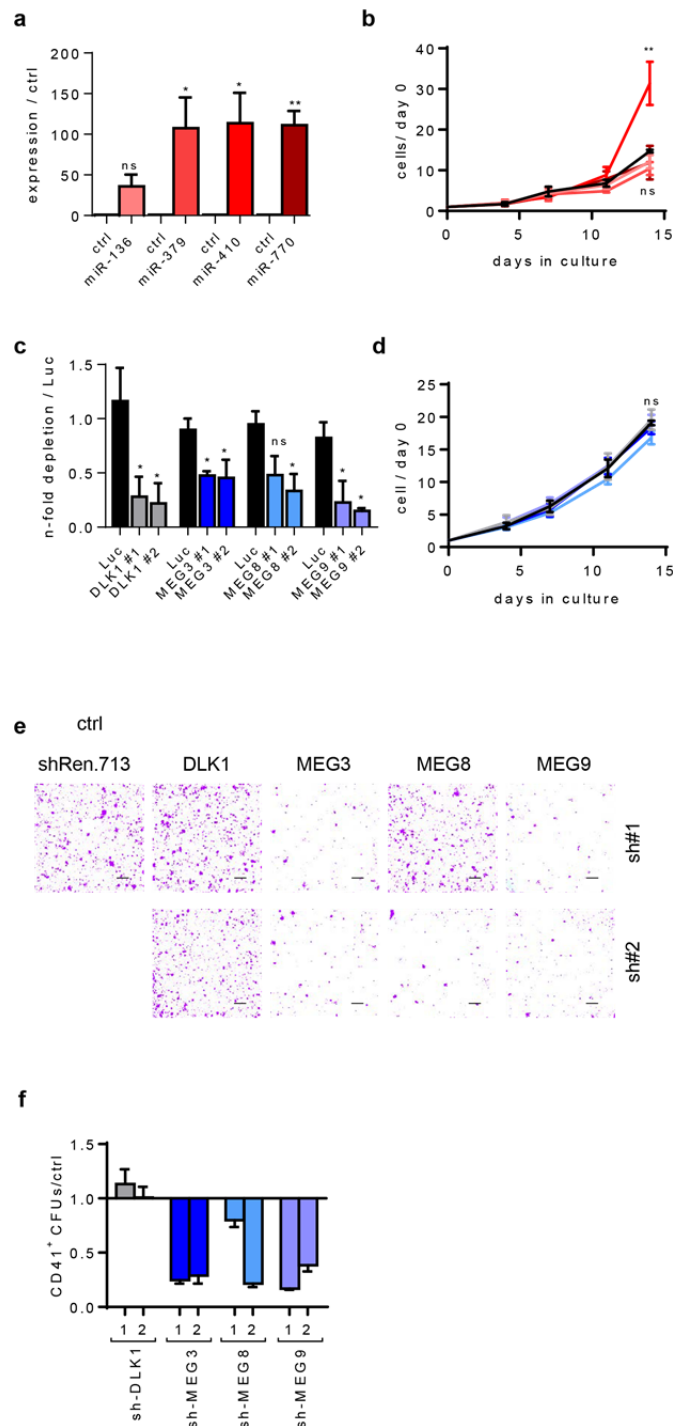 a
expression / ctrl
200
150
100
50
0
ns
*
*
**
ctrl
miR-136
ctrl
miR-379
ctrl
miR-410
ctrl
miR-770
b
cells/ day 0
40
30
20
10
0
**
ns
0 5 10 15
days in culture
c
n-fold depletion / Luc
1.5
1.0
0.5
0.0
* *
* *
ns *
* *
Luc
DLK1 #1
DLK1 #2
Luc
MEG3 #1
MEG3 #2
Luc
MEG8 #1
MEG8 #2
Luc
MEG9 #1
MEG9 #2
d
cell / day 0
25
20
15
10
5
0
ns
0 5 10 15
days in culture
e
ctrl
shRen.713 DLK1 MEG3 MEG8 MEG9
sh#1
sh#2
f
CD41+ CFUs/ctrl
1.5
1.0
0.5
0.0
1 2 1 2 1 2 1 2
sh-DLK1
sh-MEG3
sh-MEG8
sh-MEG9